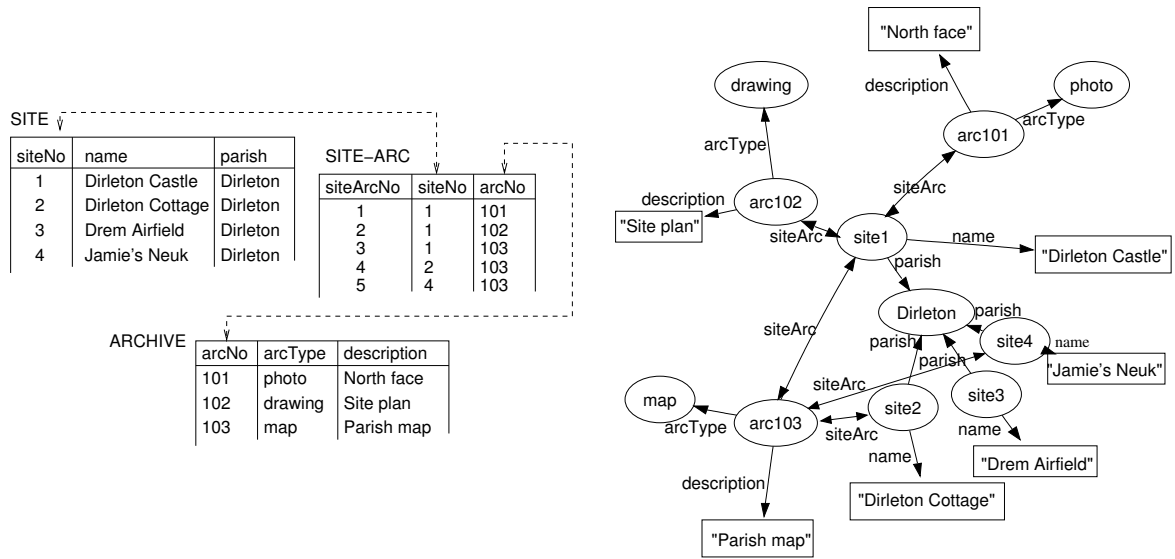 SITE
siteNo name parish
1 Dirleton Castle Dirleton
2 Dirleton Cottage Dirleton
3 Drem Airfield Dirleton
4 Jamie's Neuk Dirleton
SITE-ARC
siteArcNo siteNo arcNo
1 1 101
2 1 102
3 1 103
4 2 103
5 4 103
ARCHIVE
arcNo arcType description
101 photo North face
102 drawing Site plan
103 map Parish map
"North face"
drawing
description
photo
arcType
arc101
arcType
siteArc
description
arc102
"Site plan"
siteArc
site1
name
"Dirleton Castle"
parish
Dirleton
parish
siteArc
parish
site4
name
parish
"Jamie's Neuk"
siteArc
map
site3
arcType
arc103
site2
siteArc
name
name
"Drem Airfield"
description
"Dirleton Cottage"
"Parish map"